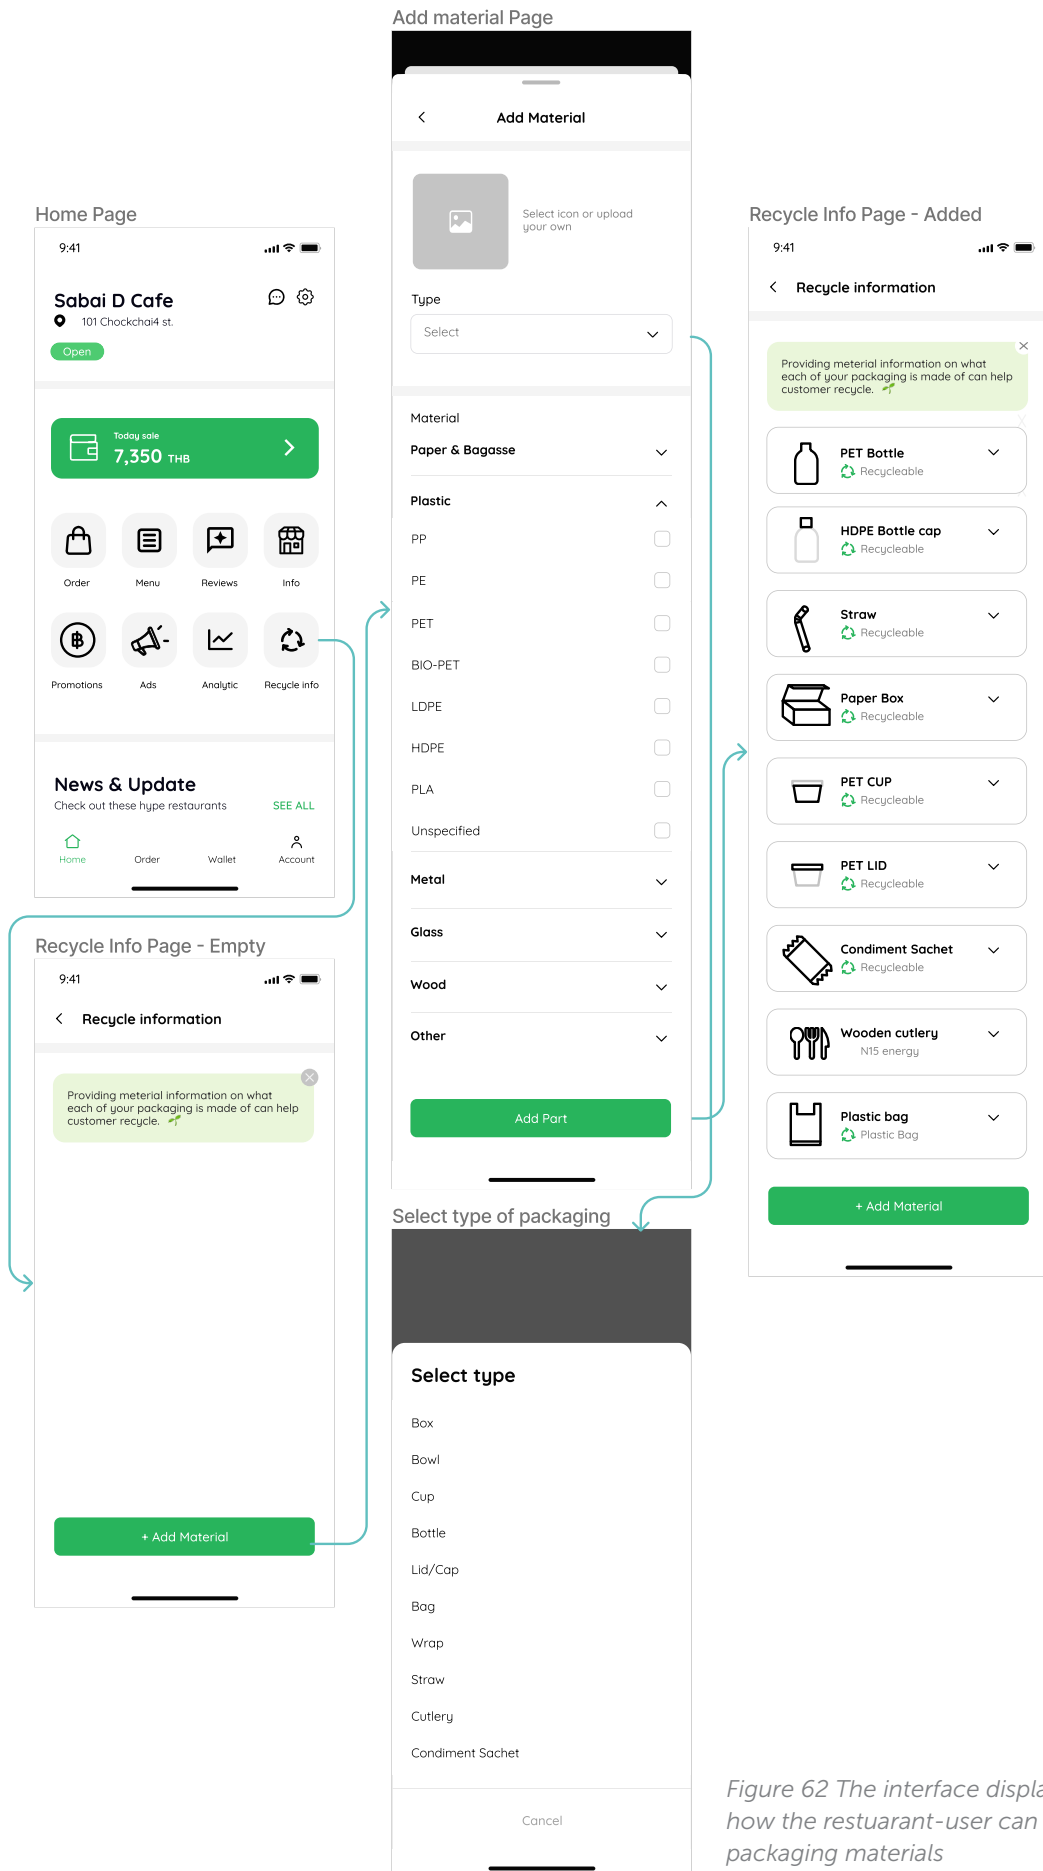 Add material Page
Add Material
Select icon or upload
your own
Type
Select
Material
Paper & Bagasse
Plastic
PP
PE
PET
BIO-PET
LDPE
HDPE
PLA
Unspecified
Metal
Glass
Wood
Other
Add Part
Home Page
9:41
Sabai D Cafe
101 Chockchai4 st.
Open
Today sale
7,350 THB
Order
Menu
Reviews
Info
Promotions
Ads
Analytic
Recycle info
News & Update
Check out these hype restaurants
SEE ALL
Home
Order
Wallet
Account
Recycle Info Page - Empty
9:41
Recycle information
Providing meterial information on what
each of your packaging is made of can help
customer recycle.
+ Add Material
Select type of packaging
Select type
Box
Bowl
Cup
Bottle
Lid/Cap
Bag
Wrap
Straw
Cutlery
Condiment Sachet
Cancel
Recycle Info Page - Added
9:41
Recycle information
Providing meterial information on what
each of your packaging is made of can help
customer recycle.
PET Bottle
Recycleable
HDPE Bottle cap
Recycleable
Straw
Recycleable
Paper Box
Recycleable
PET CUP
Recycleable
PET LID
Recycleable
Condiment Sachet
Recycleable
Wooden cutlery
N15 energy
Plastic bag
Plastic Bag
+ Add Material
Figure 62 The interface displa
how the restuarant-user can
packaging materials